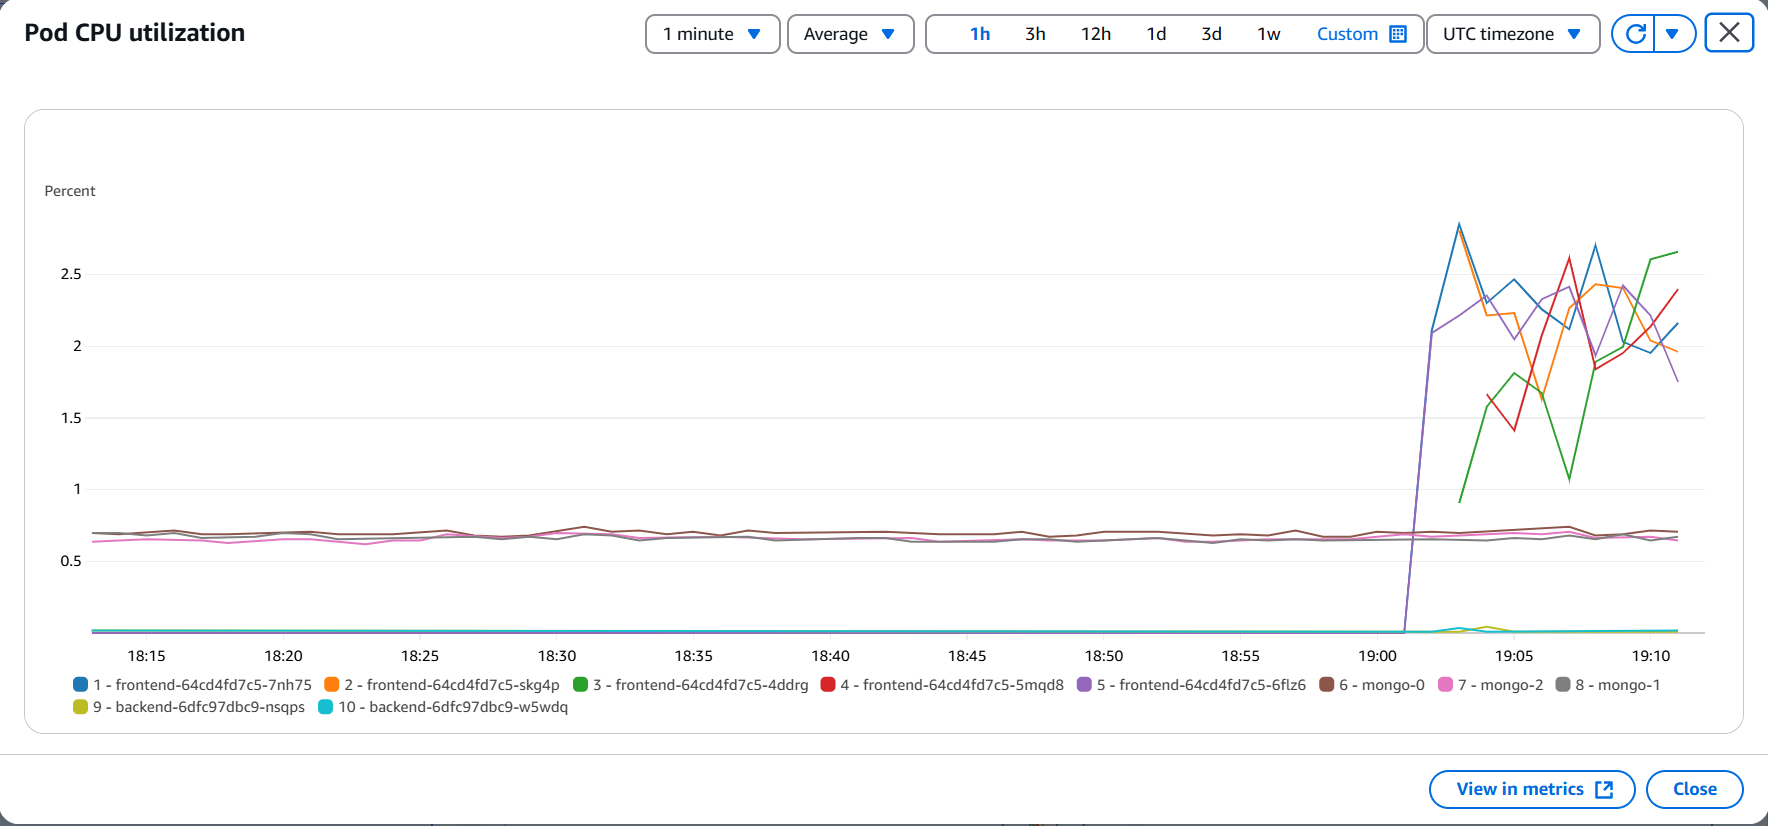 Pod CPU utilization
1 minute
Average
1h 3h 12h 1d 3d 1w Custom
UTC timezone
Percent
2.5
2
1.5
1
0.5
18:15 18:20 18:25 18:30 18:35 18:40 18:45 18:50 18:55 19:00 19:05 19:10
1 - frontend-64cd4fd7c5-7nh75 2 - frontend-64cd4fd7c5-skg4p 3 - frontend-64cd4fd7c5-4ddrg 4 - frontend-64cd4fd7c5-5mqd8 5 - frontend-64cd4fd7c5-6flz6 6 - mongo-0 7 - mongo-2 8 - mongo-1
9 - backend-6dfc97dbc9-nsqps 10 - backend-6dfc97dbc9-w5wdq
View in metrics
Close